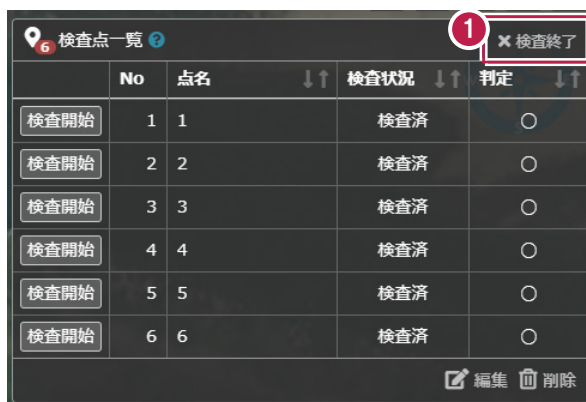 6 検査点一覧 ? 1 × 検査終了
No 点名 ↓↑ 検査状況 ↓↑ 判定 ↓↑
検査開始 1 1 検査済 ○
検査開始 2 2 検査済 ○
検査開始 3 3 検査済 ○
検査開始 4 4 検査済 ○
検査開始 5 5 検査済 ○
検査開始 6 6 検査済 ○
編集 削除